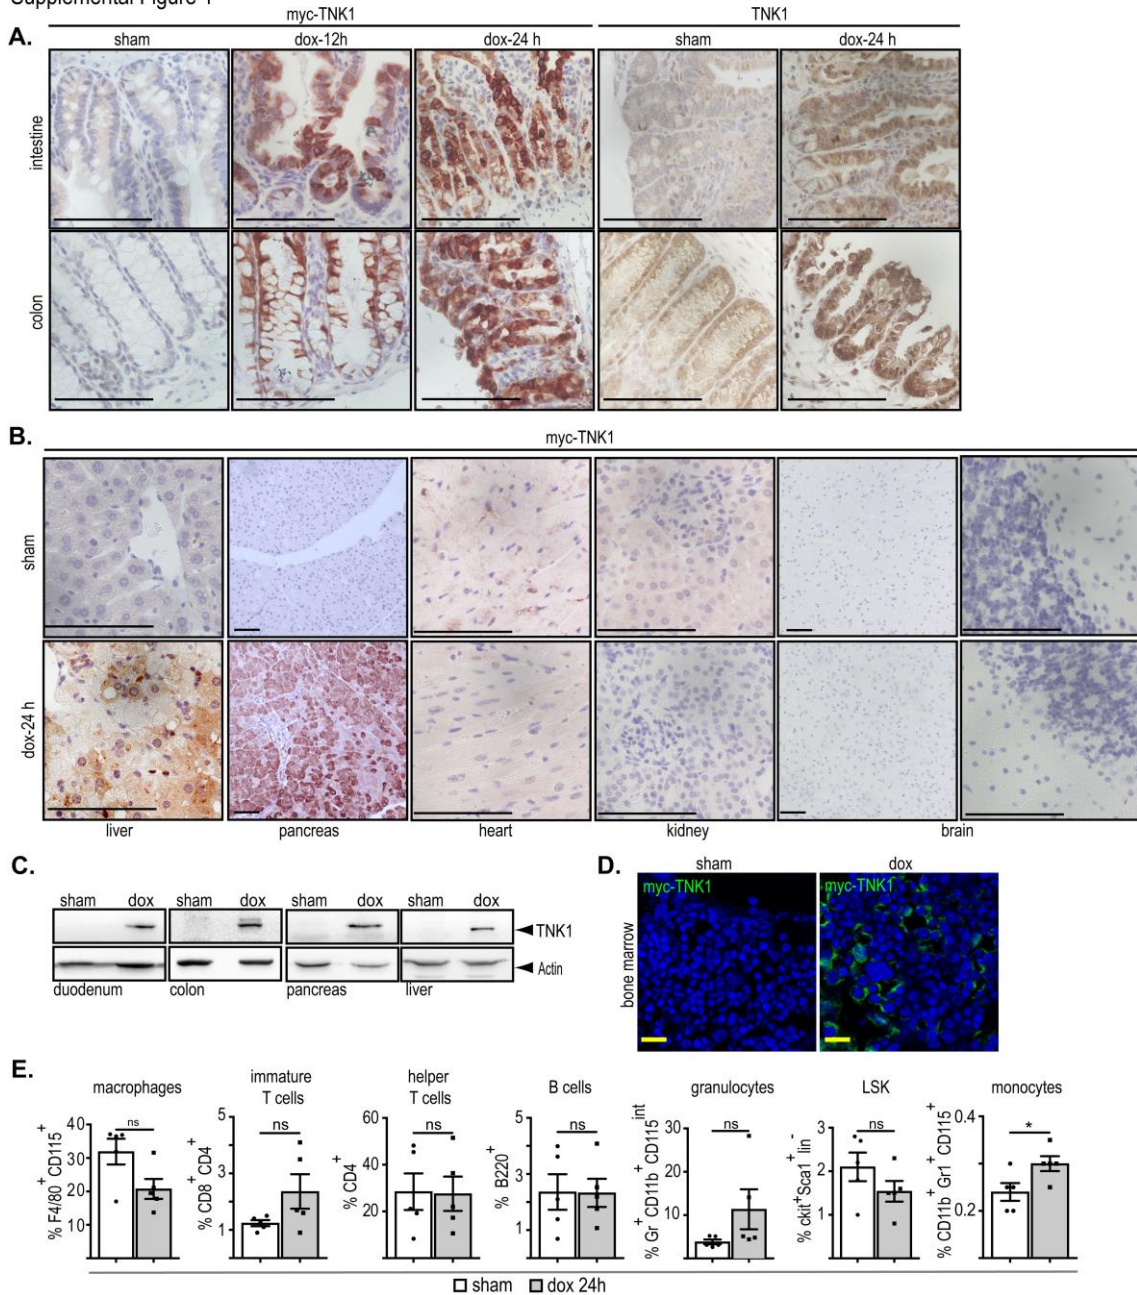 Supplemental Figure
myc-TNK1 TNK1
A.
sham dox-12h dox-24 h sham dox-24 h
intestine
colon
B.
myc-TNK1
sham
dox-24 h
liver pancreas heart kidney brain
C.
sham dox sham dox sham dox sham dox
TNK1
Actin
duodenum colon pancreas liver
D.
sham dox
myc-TNK1 myc-TNK1
bone marrow
E.
macrophages
% F4/80+ CD115+
40
30
20
10
ns
immature
T cells
% CD8+ CD4+
5
3
1
ns
helper
T cells
% CD4+
60
40
20
ns
B cells
% B220+
5
4
3
2
1
ns
granulocytes
% Gr+ CD11b+ CD115int
30
20
10
0
ns
LSK
% ckit+Sca1+lin-
3
2
1
0
ns
monocytes
% CD11b+ Gr1+ CD115+
0.4
0.2
*
sham dox 24h